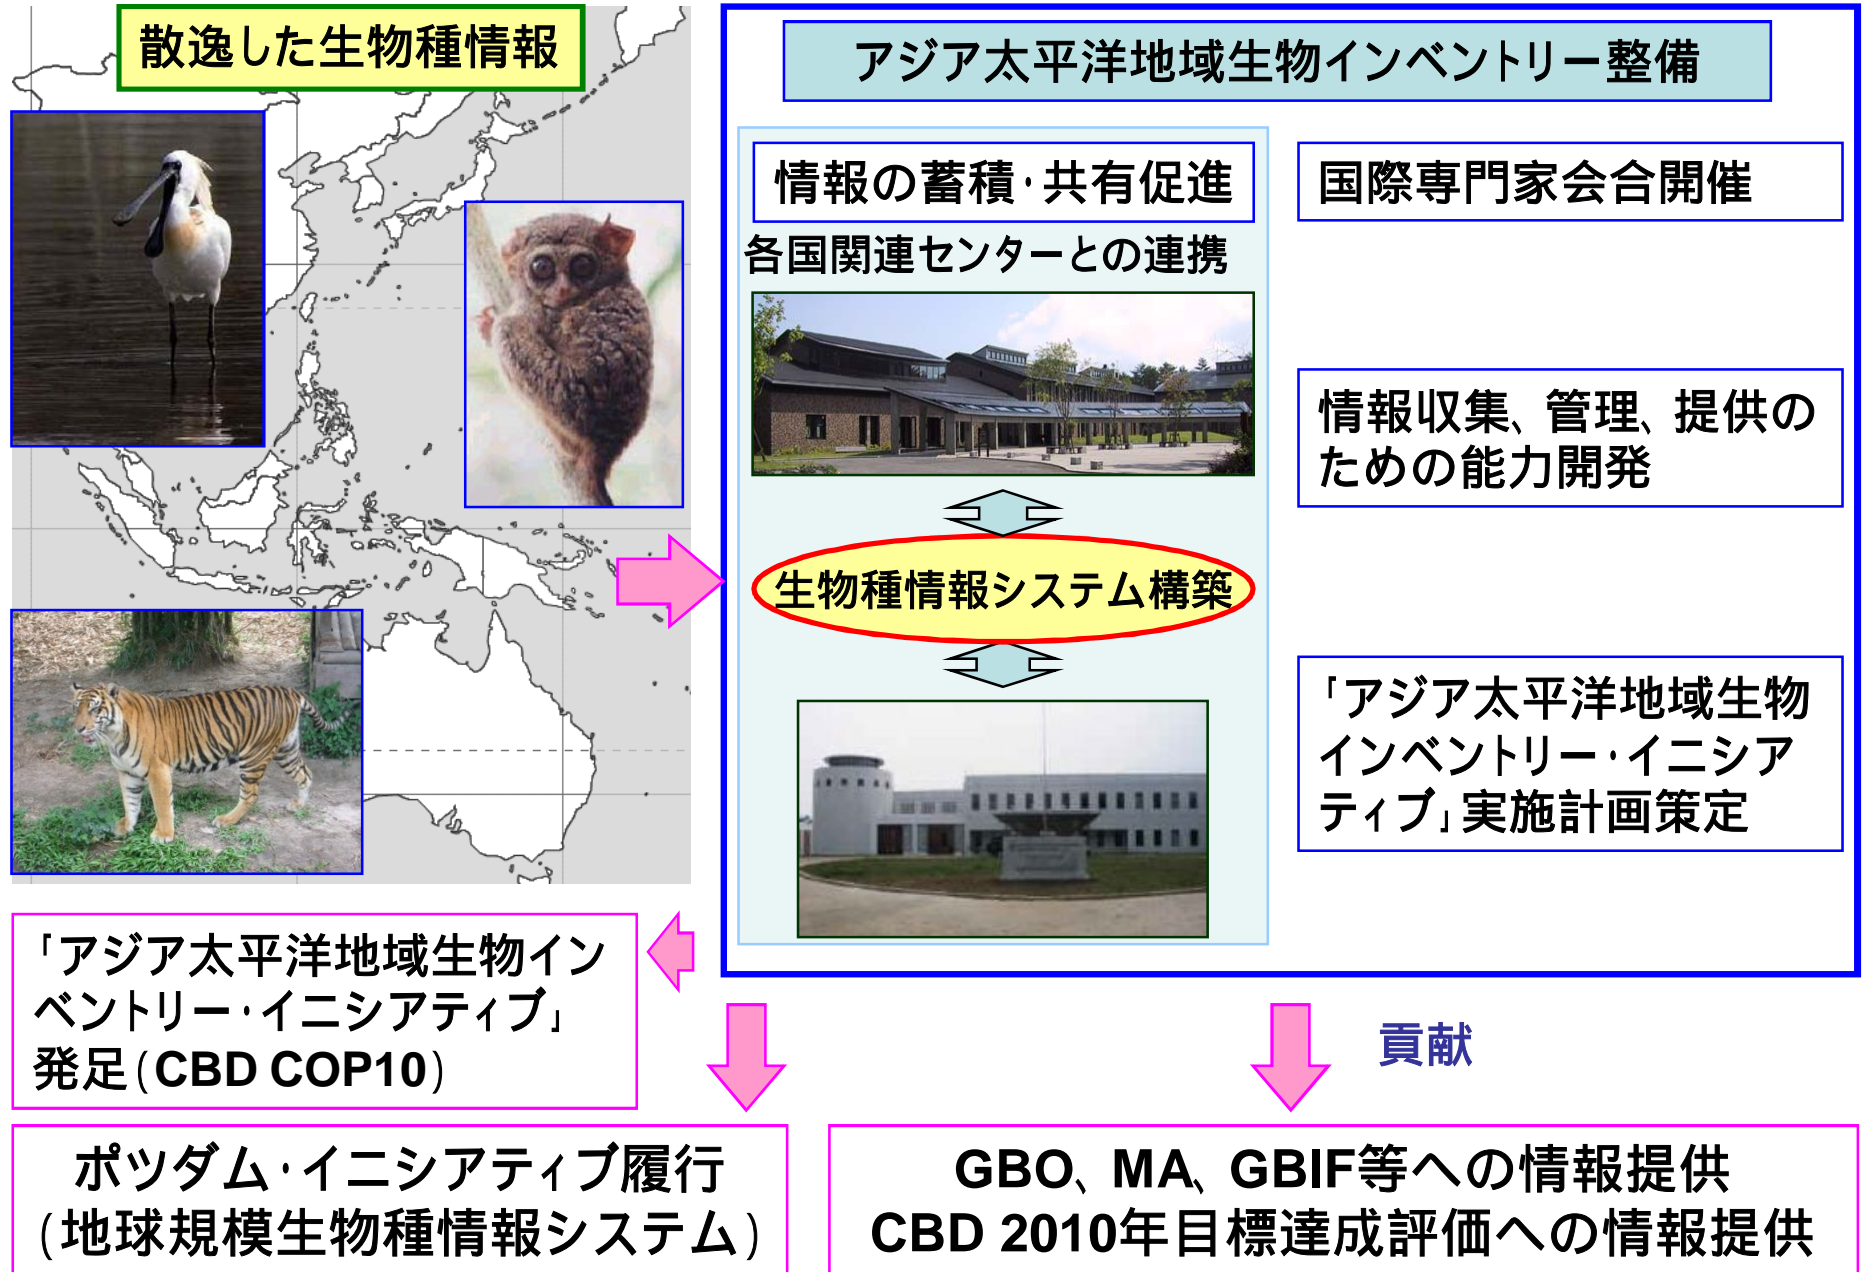 散逸した生物種情報
アジア太平洋地域生物インベントリー整備
情報の蓄積・共有促進
各国関連センターとの連携
生物種情報システム構築
国際専門家会合開催
情報収集、管理、提供の
ための能力開発
「アジア太平洋地域生物
インベントリー・イニシア
ティブ」実施計画策定
「アジア太平洋地域生物イン
ベントリー・イニシアティブ」
発足(CBD COP10)
貢献
ポツダム・イニシアティブ履行
(地球規模生物種情報システム)
GBO、MA、GBIF等への情報提供
CBD 2010年目標達成評価への情報提供